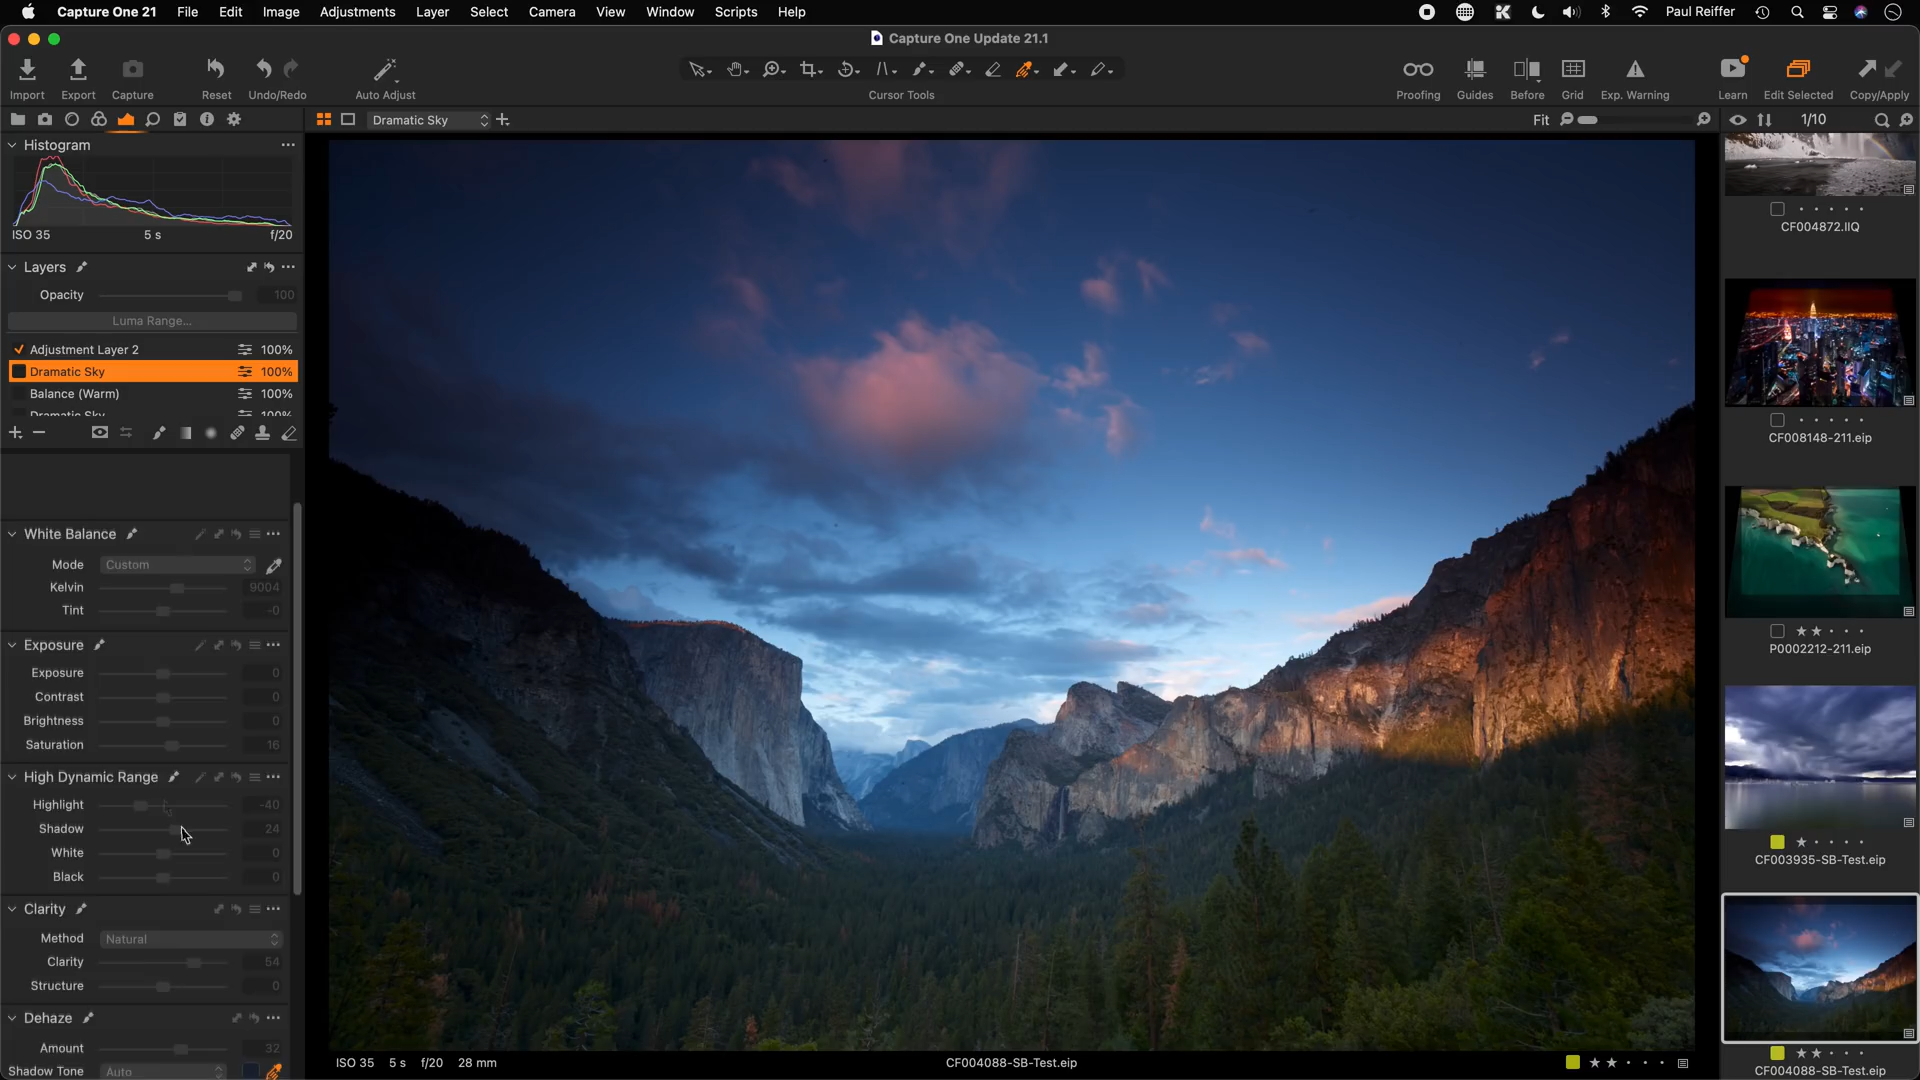 Capture One 21 File Edit Image Adjustments Layer Select Camera View Window Scripts Help Paul Reiffer
Capture One Update 21.1
Import Export Capture Reset Undo/Redo Auto Adjust Cursor Tools Proofing Guides Before Grid Exp. Warning Learn Edit Selected Copy/Apply
Dramatic Sky Fit 1/10
Histogram
ISO 35 5 s f/20
Layers
Opacity 100
Luma Range...
Adjustment Layer 2 100%
Dramatic Sky 100%
Balance (Warm) 100%
Dramatic Sky 100%
White Balance
Mode Custom
Kelvin 9004
Tint -0
Exposure
Exposure 0
Contrast 0
Brightness 0
Saturation 16
High Dynamic Range
Highlight -40
Shadow 24
White 0
Black 0
Clarity
Method Natural
Clarity 54
Structure 0
Dehaze
Amount 32
Shadow Tone Auto
ISO 35 5 s f/20 28 mm CF004088-SB-Test.eip
CF004872.IIQ
CF008148-211.eip
P0002212-211.eip
CF003935-SB-Test.eip
CF004088-SB-Test.eip